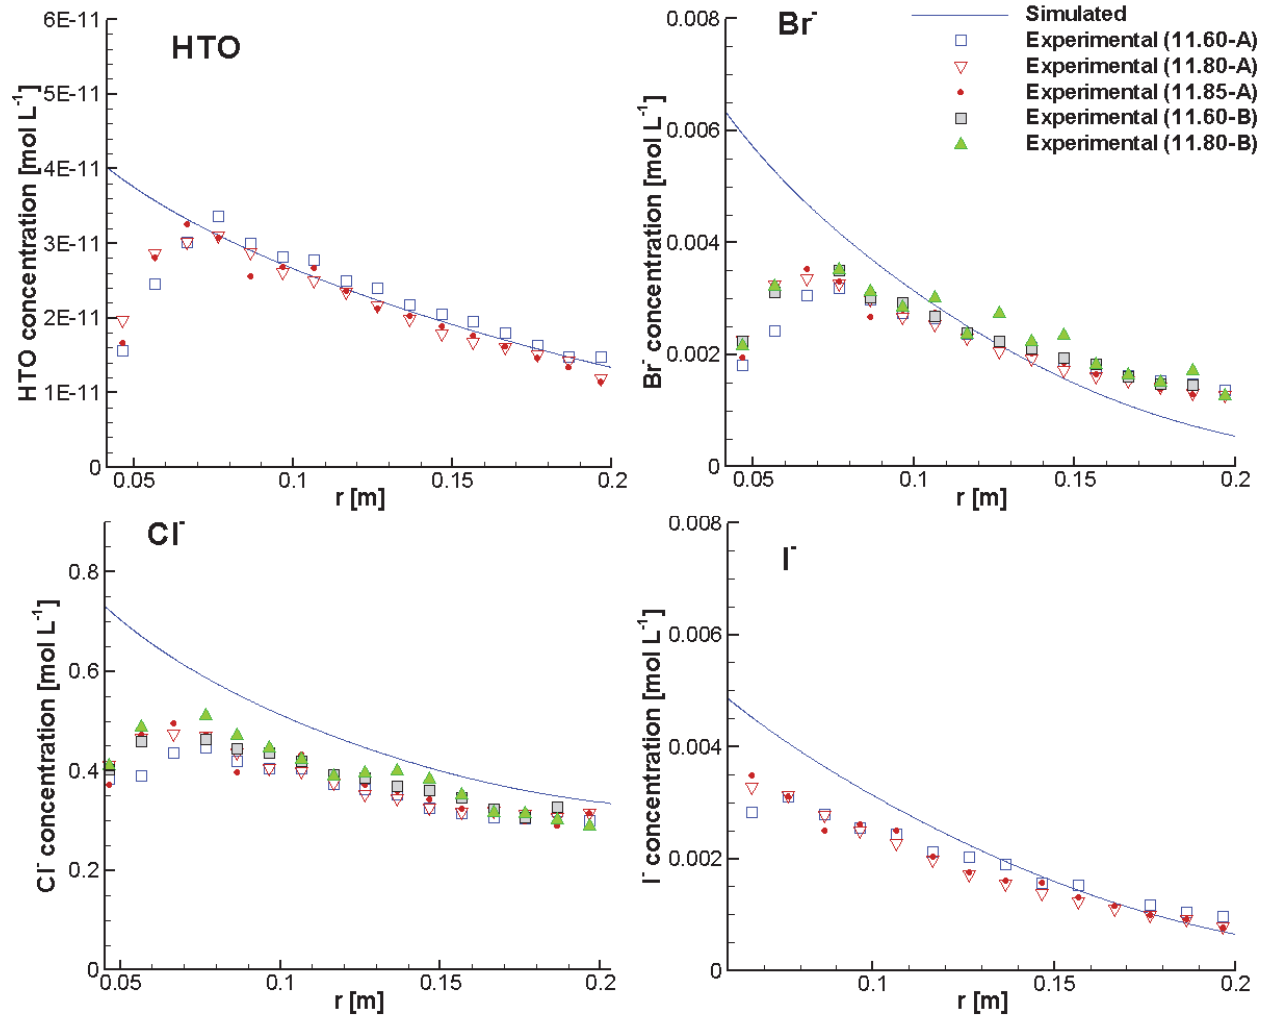 HTO
HTO concentration [mol L⁻¹]
6E-11
5E-11
4E-11
3E-11
2E-11
1E-11
0
0.05
0.1
0.15
0.2
r [m]
Br⁻
Br⁻ concentration [mol L⁻¹]
0.008
0.006
0.004
0.002
0
0.05
0.1
0.15
0.2
r [m]
Simulated
Experimental (11.60-A)
Experimental (11.80-A)
Experimental (11.85-A)
Experimental (11.60-B)
Experimental (11.80-B)
Cl⁻
Cl⁻ concentration [mol L⁻¹]
0.8
0.6
0.4
0.2
0
0.05
0.1
0.15
0.2
r [m]
I⁻
I⁻ concentration [mol L⁻¹]
0.008
0.006
0.004
0.002
0
0.1
0.15
0.2
r [m]